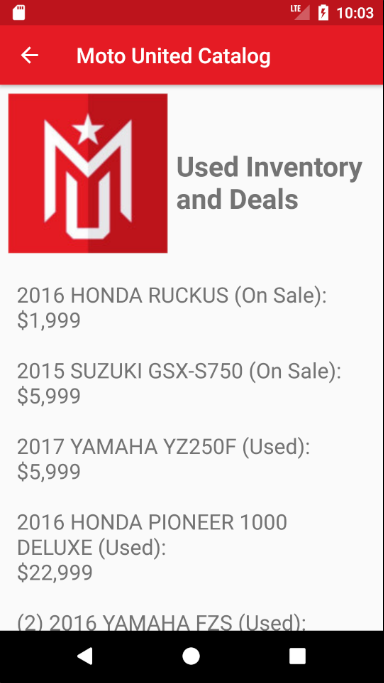 LTE 10:03
Moto United Catalog
MU
Used Inventory
and Deals
2016 HONDA RUCKUS (On Sale):
$1,999
2015 SUZUKI GSX-S750 (On Sale):
$5,999
2017 YAMAHA YZ250F (Used):
$5,999
2016 HONDA PIONEER 1000
DELUXE (Used):
$22,999
(2) 2016 YAMAHA FZS (Used):